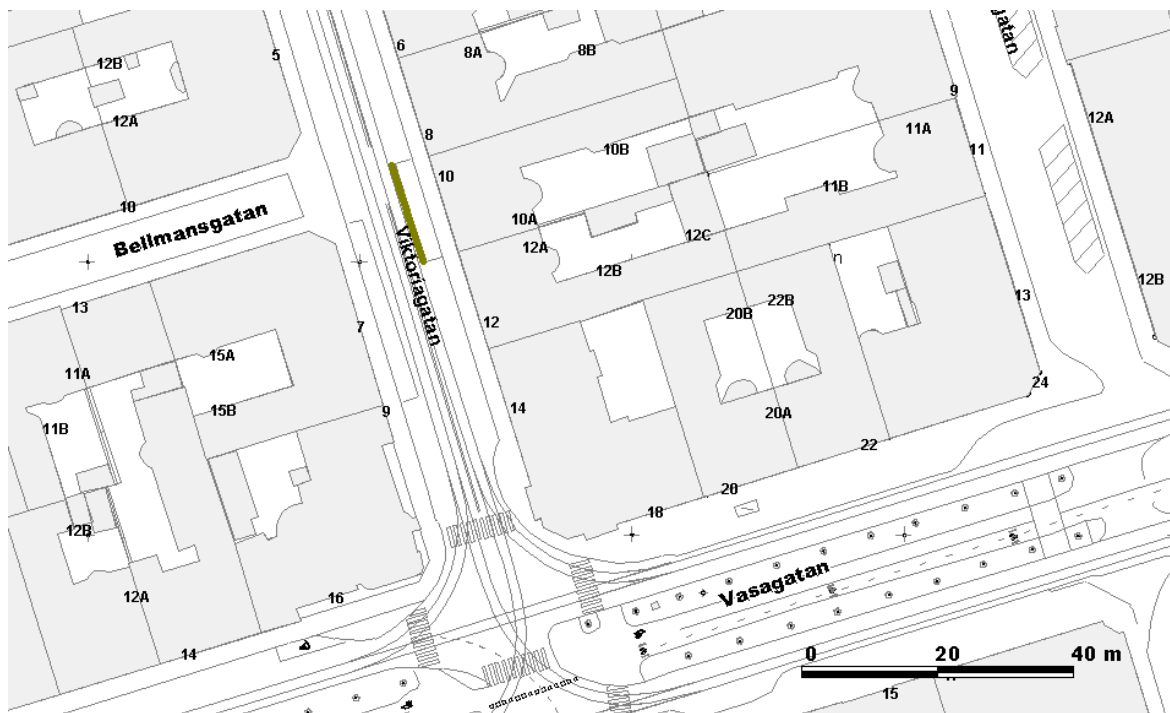 5
6
gatan
8A
8B
12B
12A
10
8
10
10B
10A
9
11A
11
11B
12A
12B
Bellmansgatan
Viktoriagatan
12A
12B
12C
n
13
7
12
20B
22B
13
15A
11A
15B
9
11B
14
20A
24
22
20
18
12B
12A
16
14
Vasagatan
0 20 40 m
15